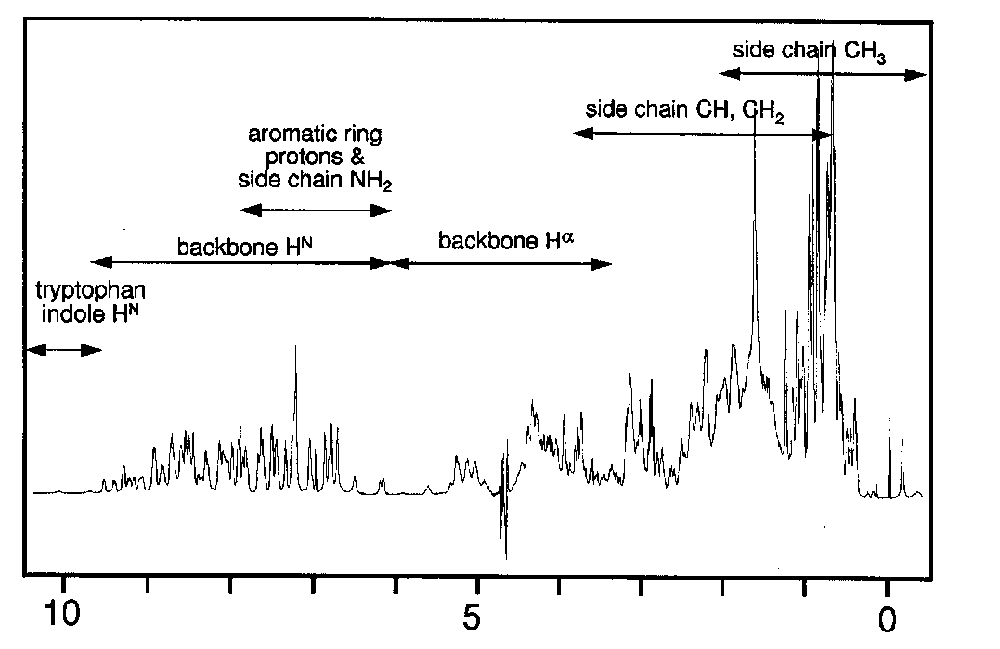 side chain CH₃
side chain CH, CH₂
aromatic ring
protons &
side chain NH₂
backbone Hᴺ
backbone Hᵅ
tryptophan
indole Hᴺ
10 5 0